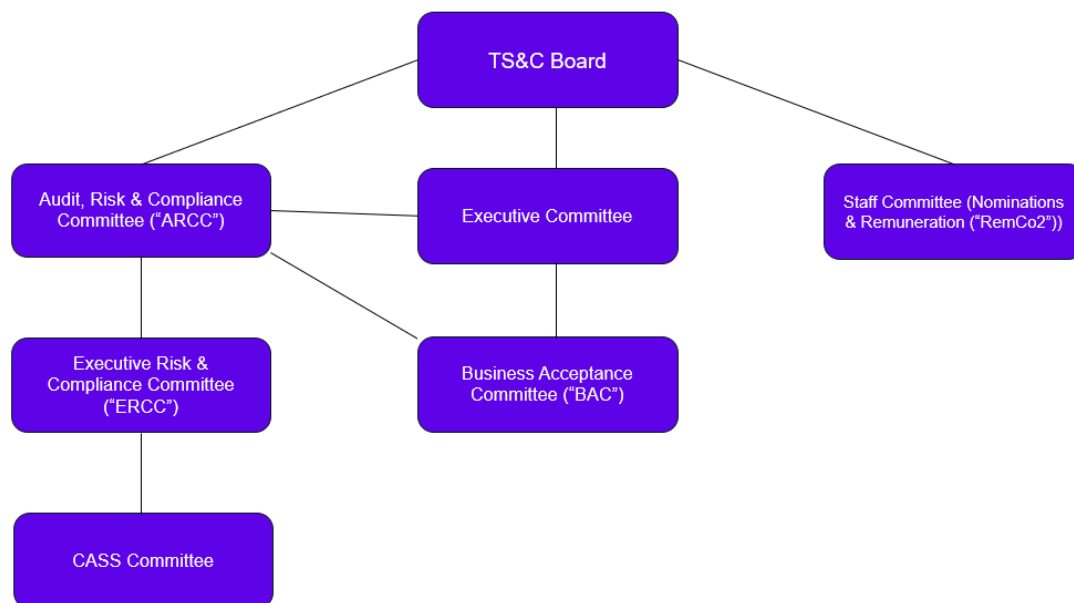 TS&C Board
Audit, Risk & Compliance
Committee (“ARCC”)
Executive Committee
Staff Committee (Nominations
& Remuneration (“RemCo2”))
Executive Risk &
Compliance Committee
(“ERCC”)
Business Acceptance
Committee (“BAC”)
CASS Committee